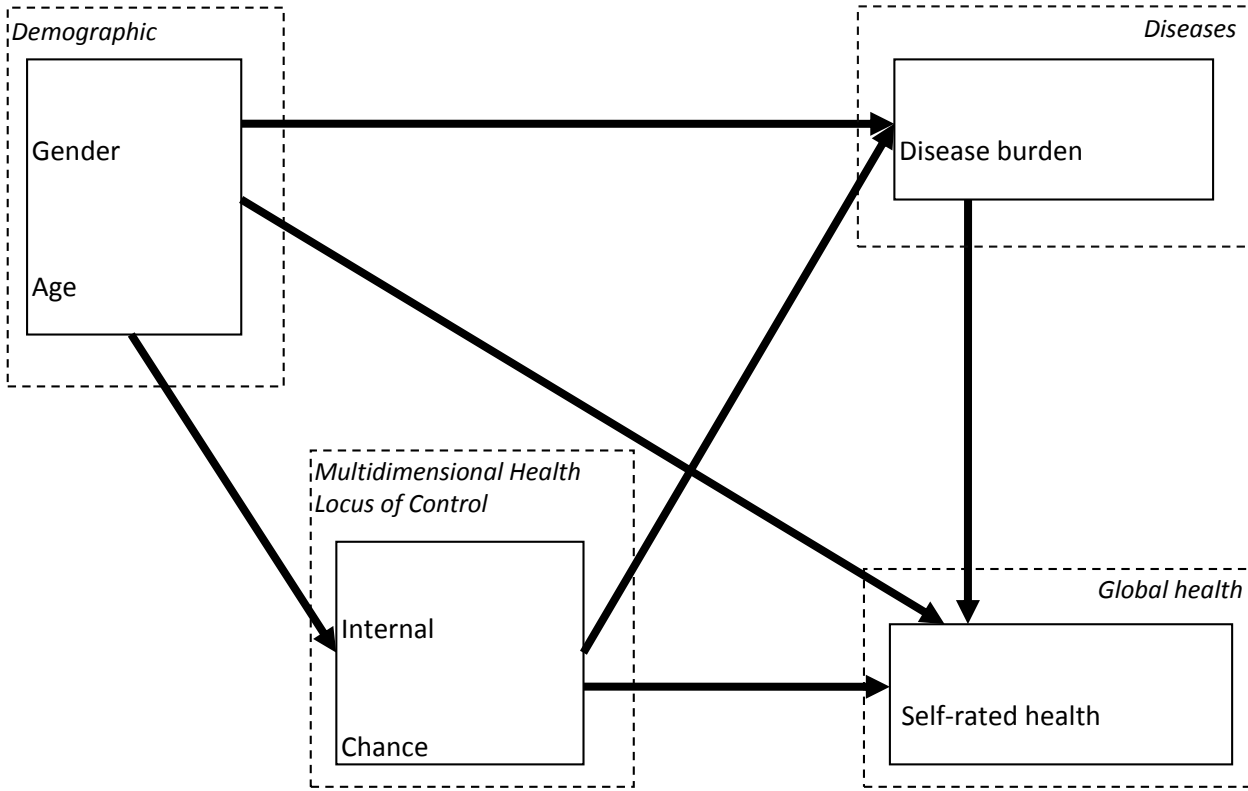 Demographic
Gender
Age
Diseases
Disease burden
Multidimensional Health
Locus of Control
Internal
Chance
Global health
Self-rated health